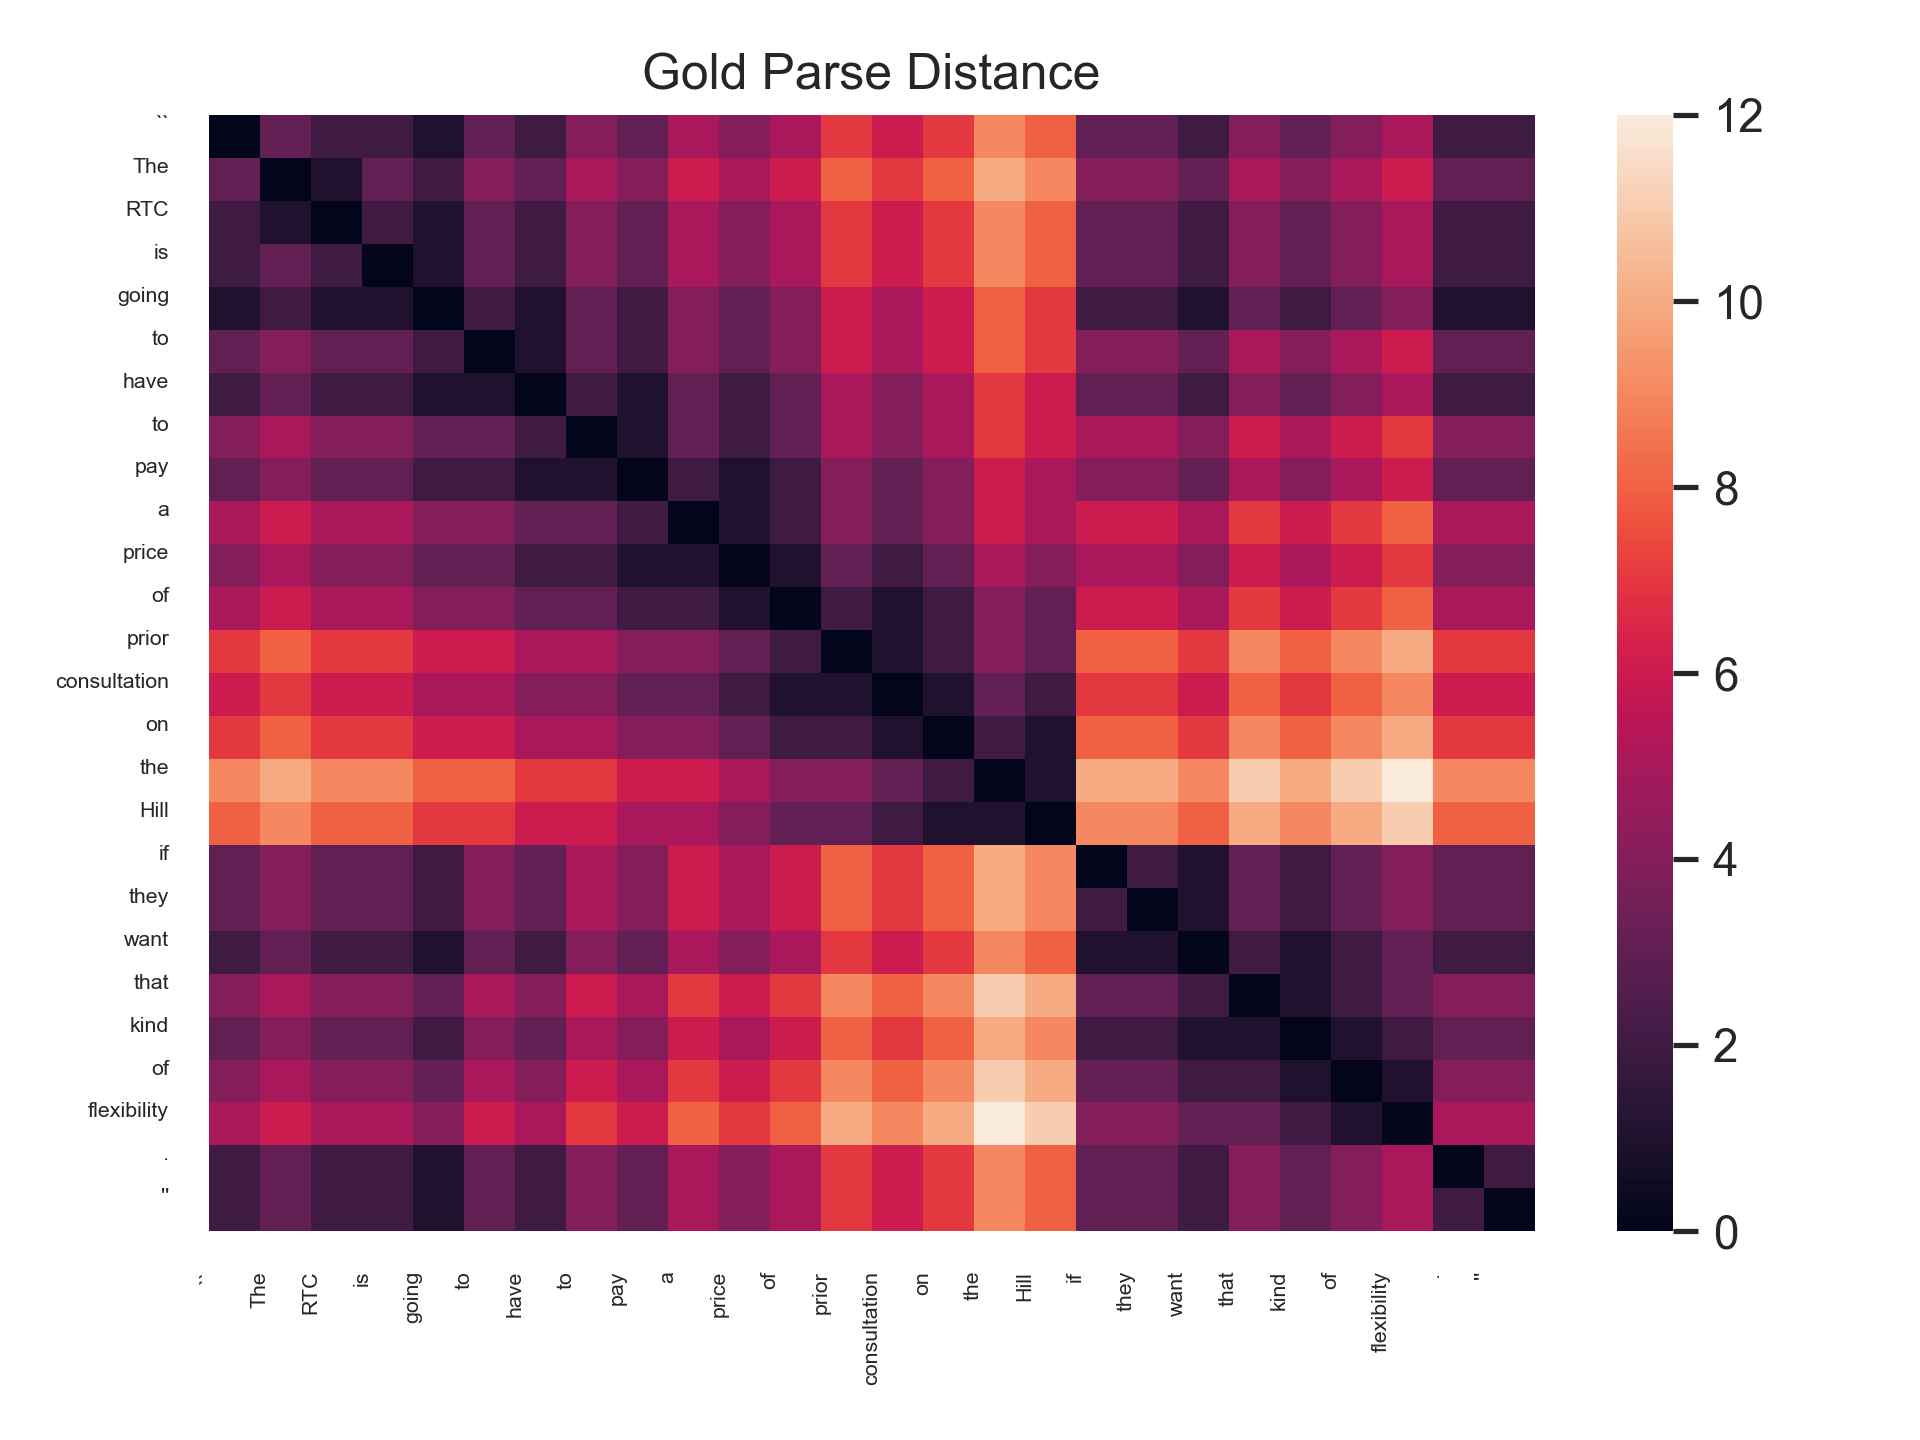 Gold Parse Distance
``
The
RTC
is
going
to
have
to
pay
a
price
of
prior
consultation
on
the
Hill
if
they
want
that
kind
of
flexibility
.
''
12
10
8
6
4
2
0
`` The RTC is going to have to pay a price of prior consultation on the Hill if they want that kind of flexibility . ''